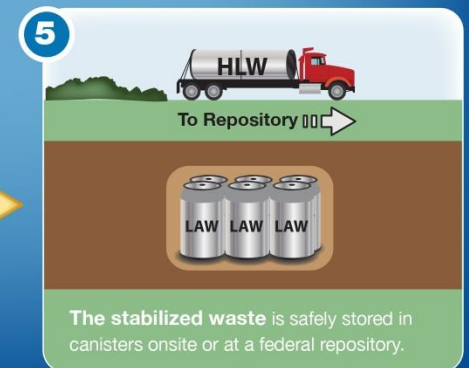 5
HLW
To Repository
LAW LAW LAW
The stabilized waste is safely stored in
canisters onsite or at a federal repository.